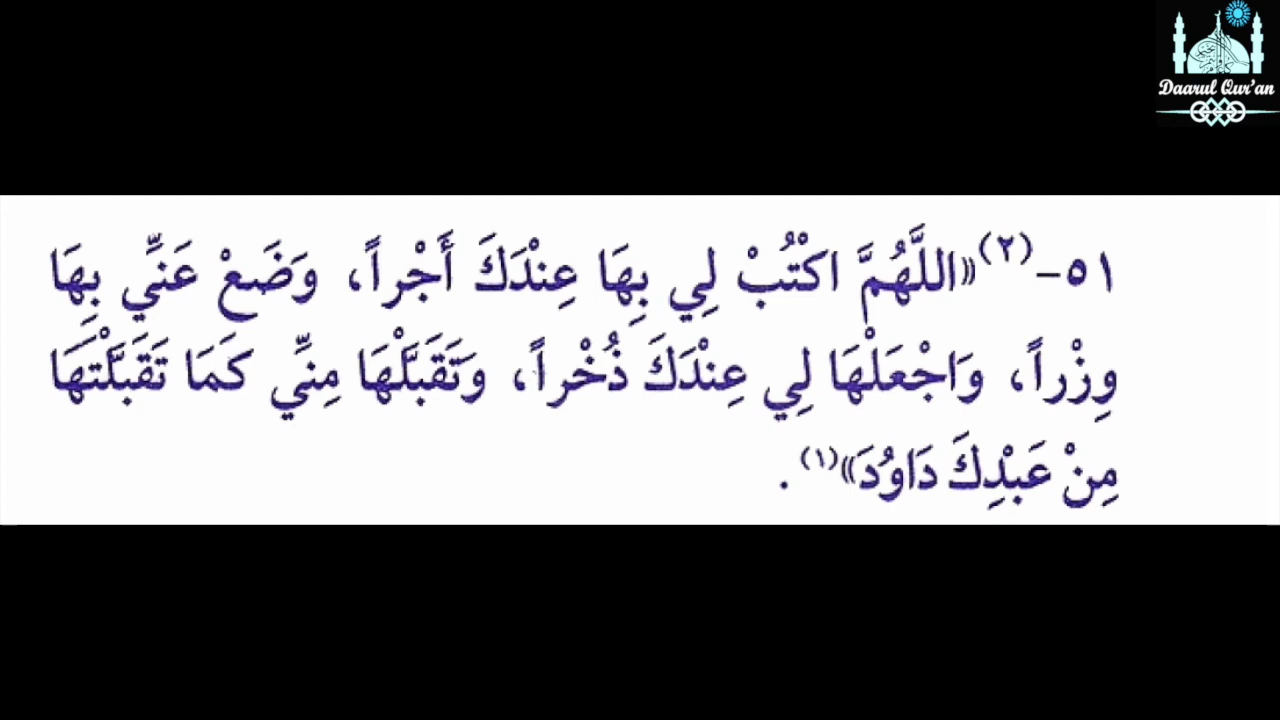 Daarul Qur'an
٥١-(٢)«اللَّهُمَّ اكْتُبْ لِي بِهَا عِنْدَكَ أَجْراً، وَضَعْ عَنِّي بِهَا
وِزْراً، وَاجْعَلْهَا لِي عِنْدَكَ ذُخْراً، وَتَقَبَّلْهَا مِنِّي كَمَا تَقَبَّلْتَهَا
مِنْ عَبْدِكَ دَاوُدَ»(١).